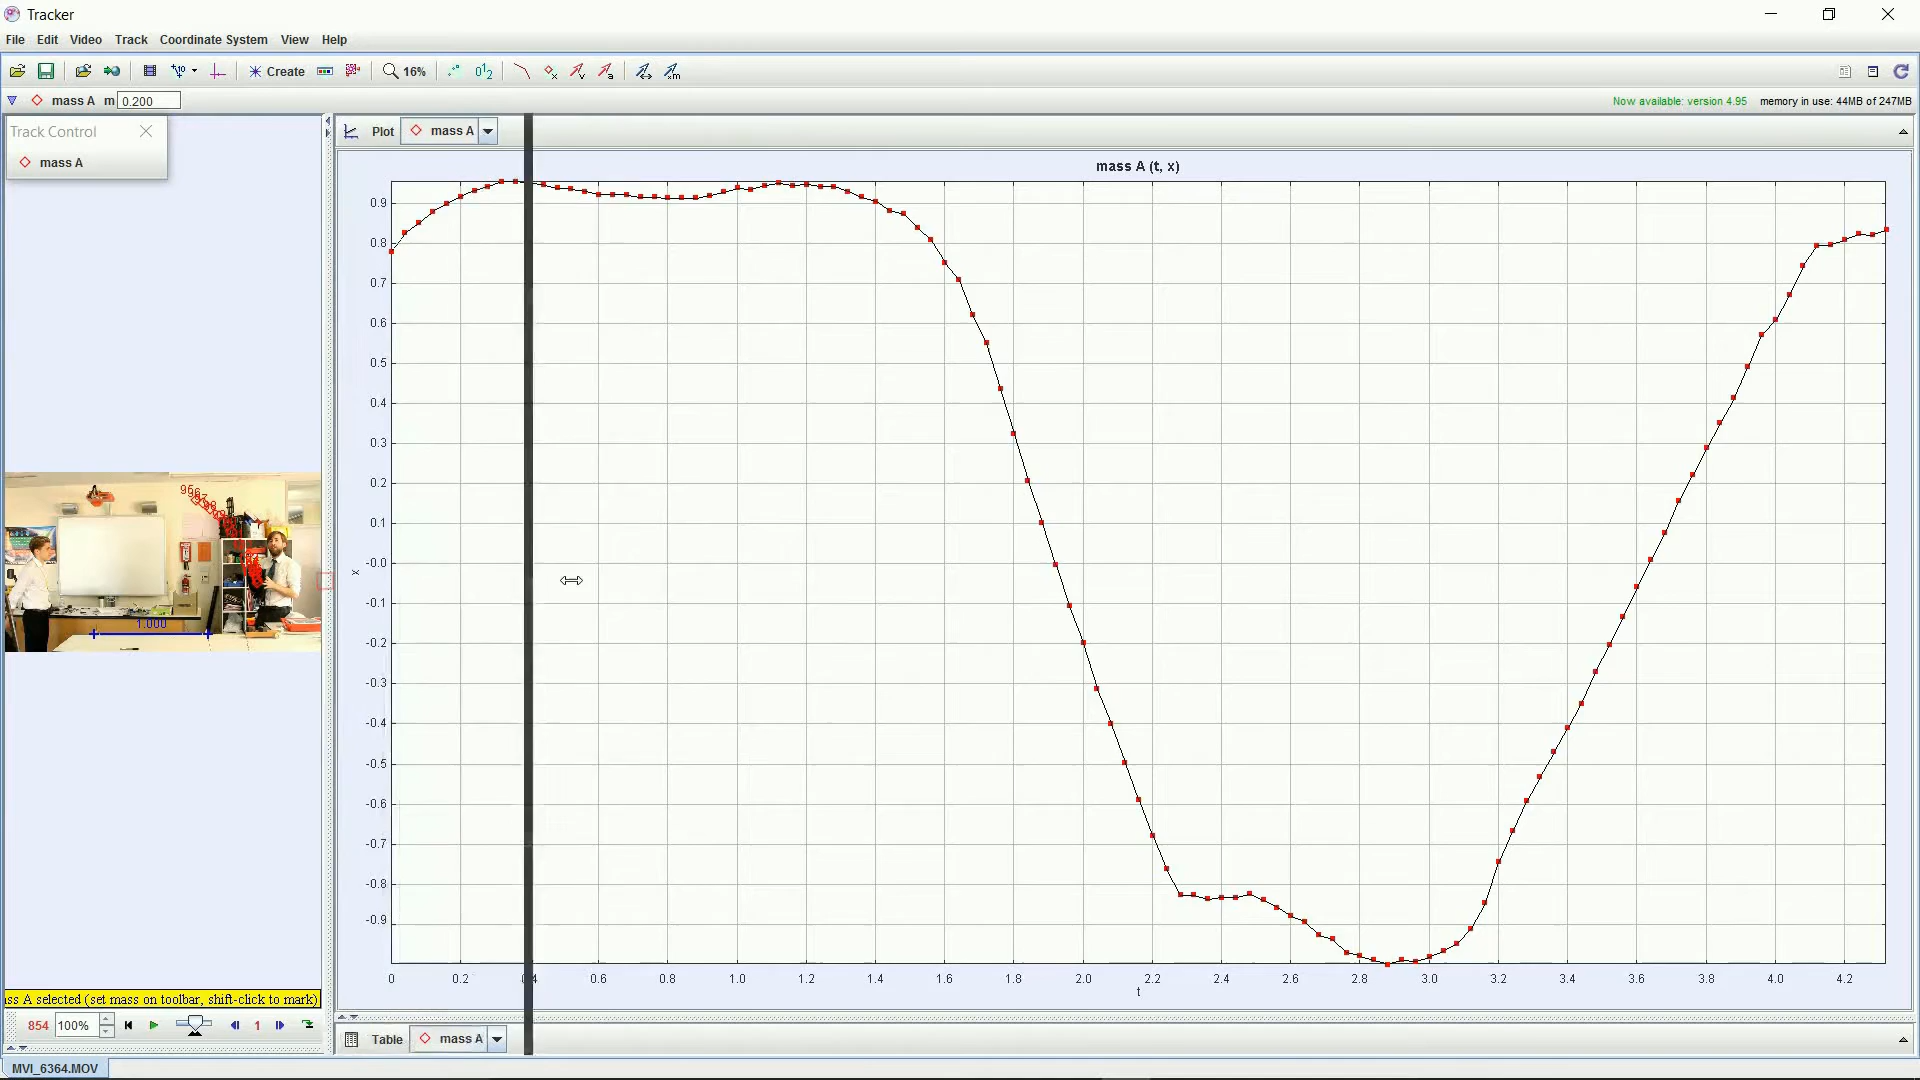 Tracker
File Edit Video Track Coordinate System View Help
Create 16%
mass A m 0.200
Now available: version 4.95 memory in use: 44MB of 247MB
Track Control
mass A
Plot mass A
mass A (t, x)
0.9
0.8
0.7
0.6
0.5
0.4
0.3
0.2
0.1
-0.0
-0.1
-0.2
-0.3
-0.4
-0.5
-0.6
-0.7
-0.8
-0.9
x
0 0.2 0.6 0.8 1.0 1.2 1.4 1.6 1.8 2.0 2.2 2.4 2.6 2.8 3.0 3.2 3.4 3.6 3.8 4.0 4.2
t
1.000
ss A selected (set mass on toolbar, shift-click to mark)
854 100% 1
Table mass A
MVI_6364.MOV